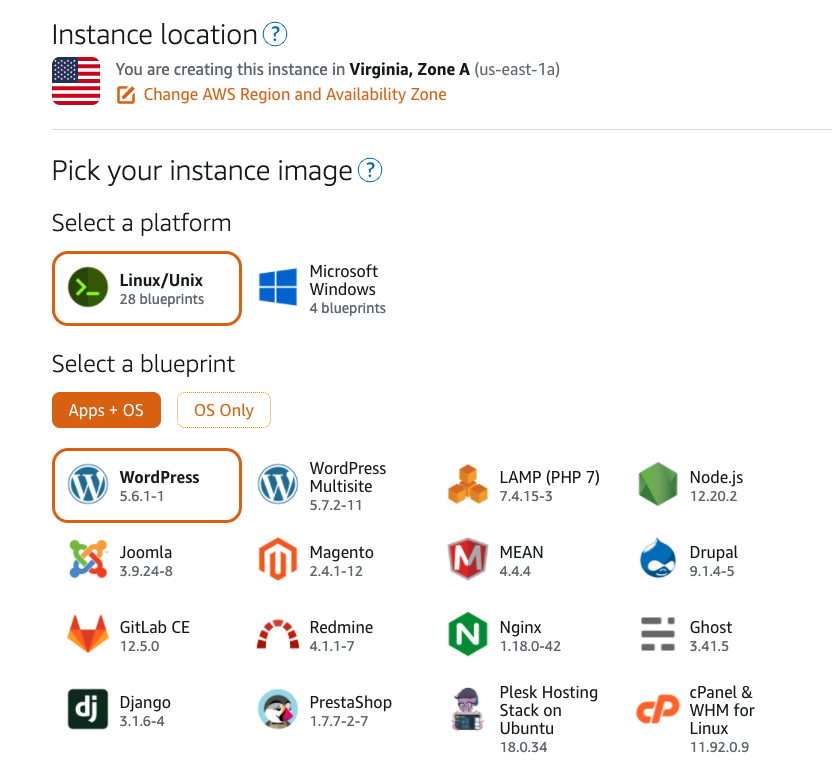 Instance location ?
You are creating this instance in Virginia, Zone A (us-east-1a)
Change AWS Region and Availability Zone
Pick your instance image ?
Select a platform
Linux/Unix
28 blueprints
Microsoft
Windows
4 blueprints
Select a blueprint
Apps + OS
OS Only
WordPress
5.6.1-1
WordPress
Multisite
5.7.2-11
LAMP (PHP 7)
7.4.15-3
Node.js
12.20.2
Joomla
3.9.24-8
Magento
2.4.1-12
MEAN
4.4.4
Drupal
9.1.4-5
GitLab CE
12.5.0
Redmine
4.1.1-7
N
Nginx
1.18.0-42
Ghost
3.41.5
dj
Django
3.1.6-4
PrestaShop
1.7.7-2-7
Plesk Hosting
Stack on
Ubuntu
18.0.34
cP
cPanel &
WHM for
Linux
11.92.0.9